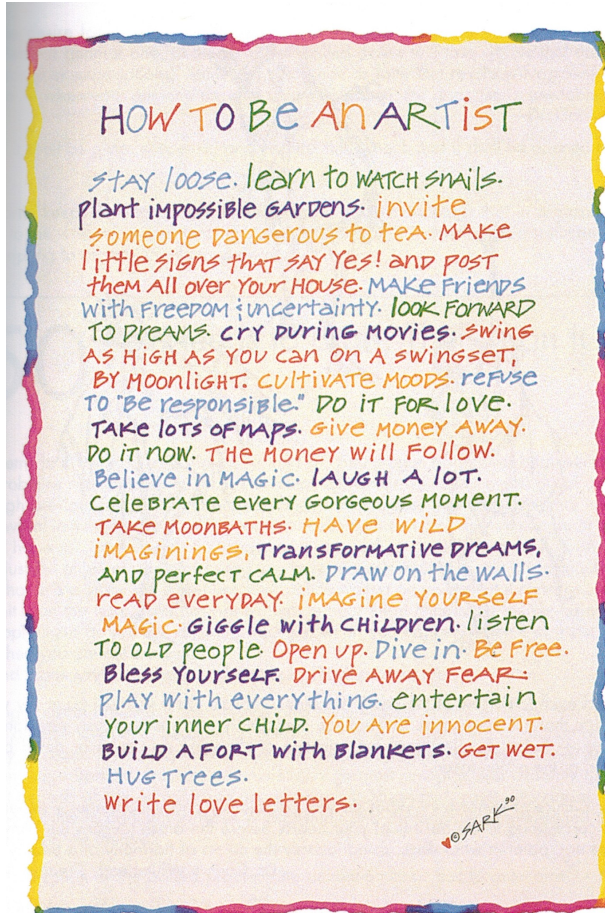 HOW TO BE AN ARTIST
STAY loose. learn to WATCH snails.
plant impossible GARDENS. invite
someone DANGEROUS to teA. MAKE
little signs that SAY Yes! and post
them All over Your House. MAKE Friends
with FreeDOM & uncertainty. look FORWARD
TO DreAMS. Cry During Movies. Swing
AS HIGH AS YOU CAN ON A swingset,
BY MOONLIGHT. Cultivate MOODS. reFuse
TO "Be responsible." DO it FOR love.
TAKE lots of NAPS. Give Money AWAY.
DO it NOW. THE Money will Follow.
Believe in MAGIC. lAUGH A lot.
CeleBrate every Gorgeous Moment.
TAKE MOONBATHS. HAVE wilD
iMAGininGs, TransForMATive DreAMS,
AnD perfect CALM. DrAW On the WAlls.
reAD everyDAY. iMAGine Yourself
MAGIC. GiGGle with CHilDren. listen
TO OLD people. Open up. Dive in. Be Free.
Bless Yourself. Drive AWAY FeAr.
PLAY with everything. entertain
Your inner CHilD. You Are innocent.
BuilD A Fort with BlAnkets. Get Wet.
HuG Trees.
Write love letters.
© SARK 90